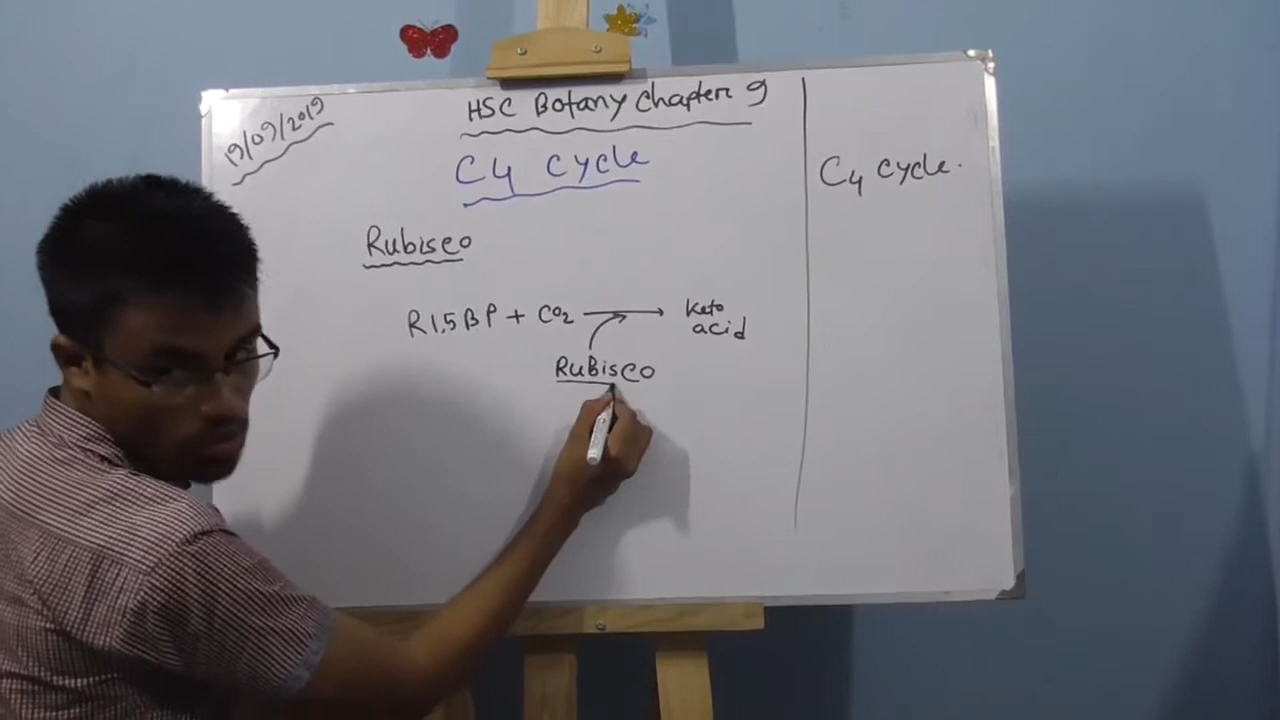 19/09/2019
HSC Botany Chapter 9
C4 Cycle
C4 cycle.
Rubisco
R1,5BP + CO2 → Keto acid
RuBisCO